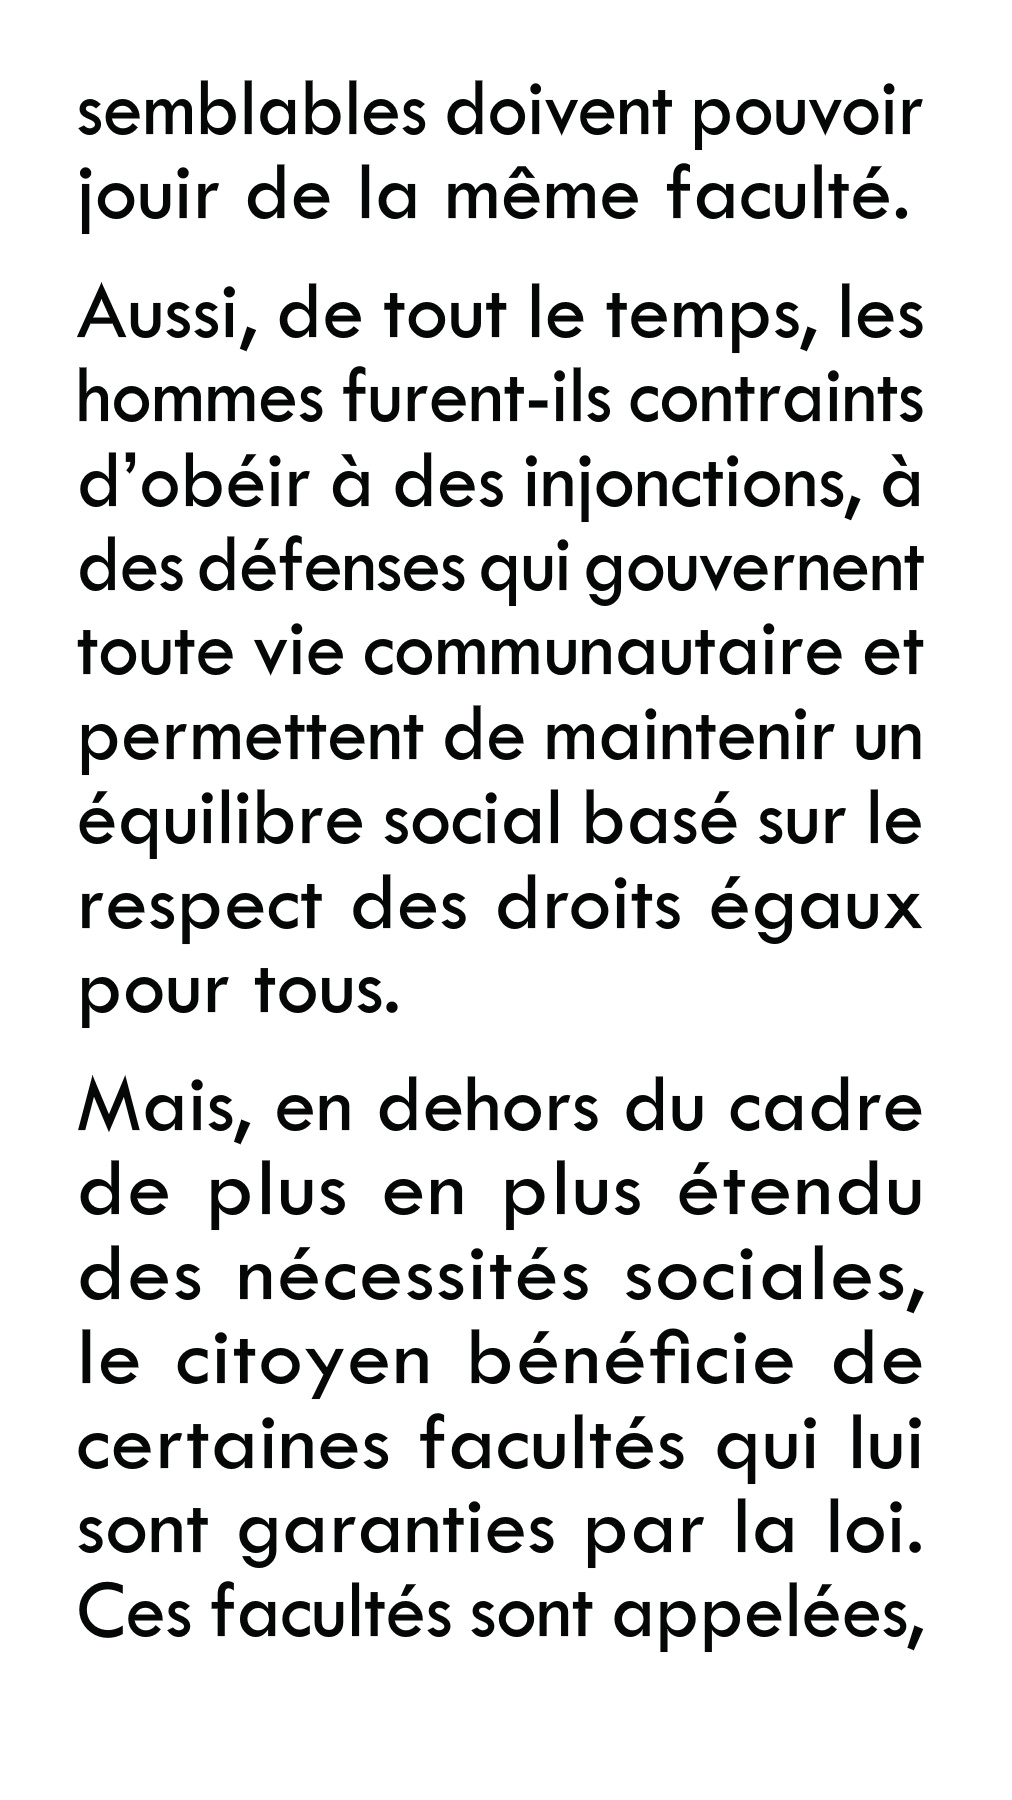 semblables doivent pouvoir
jouir de la même faculté.
Aussi, de tout le temps, les
hommes furent-ils contraints
d’obéir à des injonctions, à
des défenses qui gouvernent
toute vie communautaire et
permettent de maintenir un
équilibre social basé sur le
respect des droits égaux
pour tous.
Mais, en dehors du cadre
de plus en plus étendu
des nécessités sociales,
le citoyen bénéficie de
certaines facultés qui lui
sont garanties par la loi.
Ces facultés sont appelées,